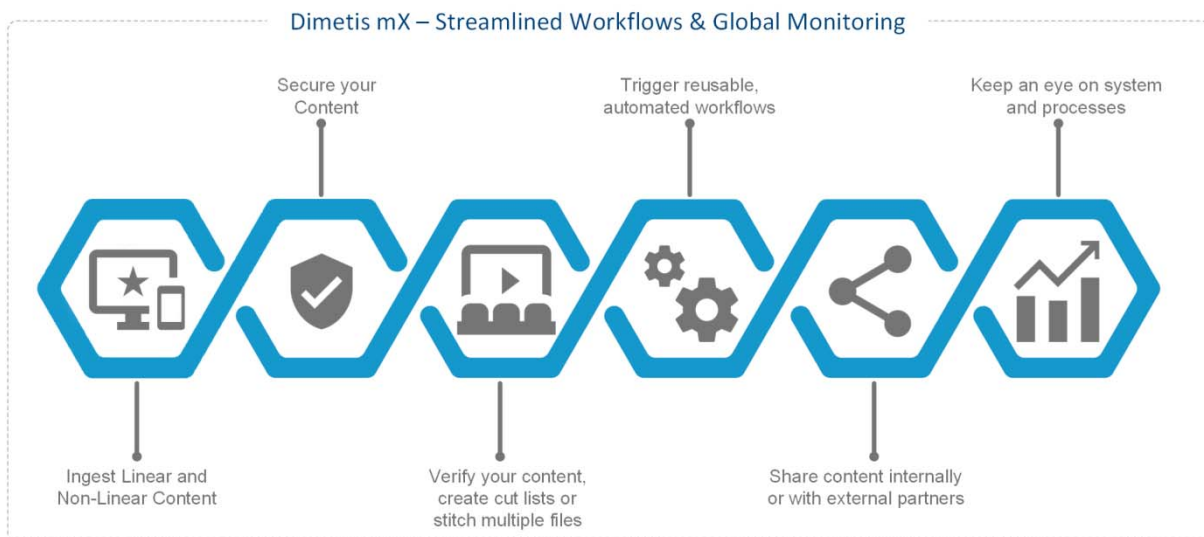 Dimetis mX – Streamlined Workflows & Global Monitoring
Secure your
Content
Trigger reusable,
automated workflows
Keep an eye on system
and processes
Ingest Linear and
Non-Linear Content
Verify your content,
create cut lists or
stitch multiple files
Share content internally
or with external partners